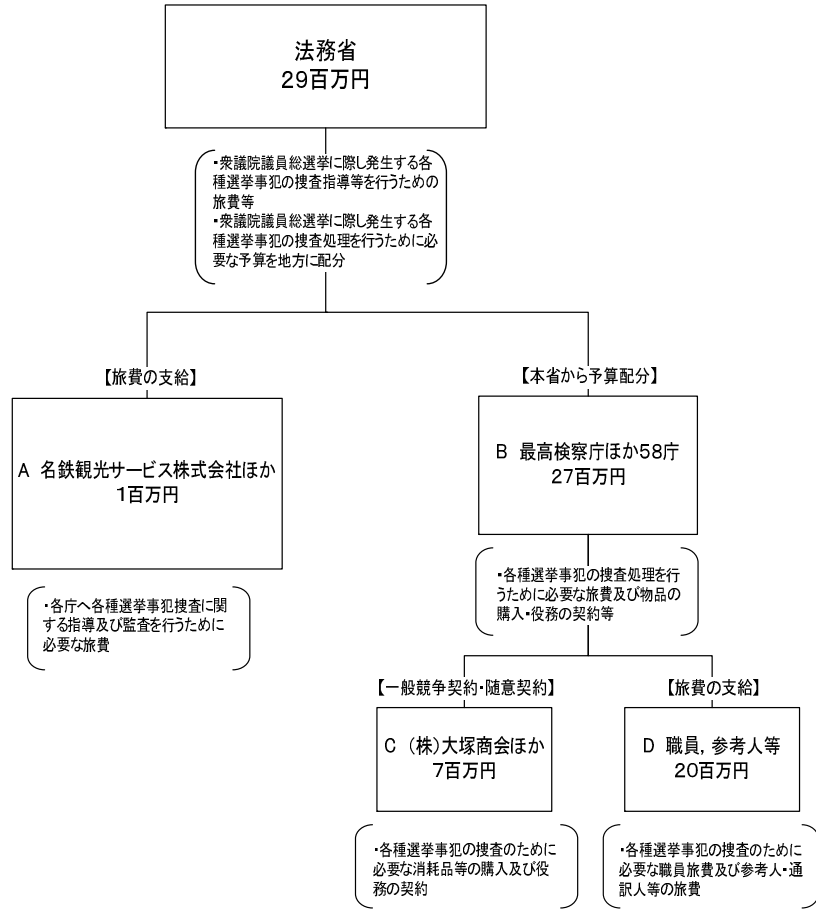 法務省
29百万円
・衆議院議員総選挙に際し発生する各
種選挙事犯の捜査指導等を行うための
旅費等
・衆議院議員総選挙に際し発生する各
種選挙事犯の捜査処理を行うために必
要な予算を地方に配分
【旅費の支給】
A 名鉄観光サービス株式会社ほか
1百万円
・各庁へ各種選挙事犯捜査に関
する指導及び監査を行うために
必要な旅費
【本省から予算配分】
B 最高検察庁ほか58庁
27百万円
・各種選挙事犯の捜査処理を行
うために必要な旅費及び物品の
購入・役務の契約等
【一般競争契約・随意契約】
C (株)大塚商会ほか
7百万円
・各種選挙事犯の捜査のために
必要な消耗品等の購入及び役
務の契約
【旅費の支給】
D 職員,参考人等
20百万円
・各種選挙事犯の捜査のために
必要な職員旅費及び参考人・通
訳人等の旅費